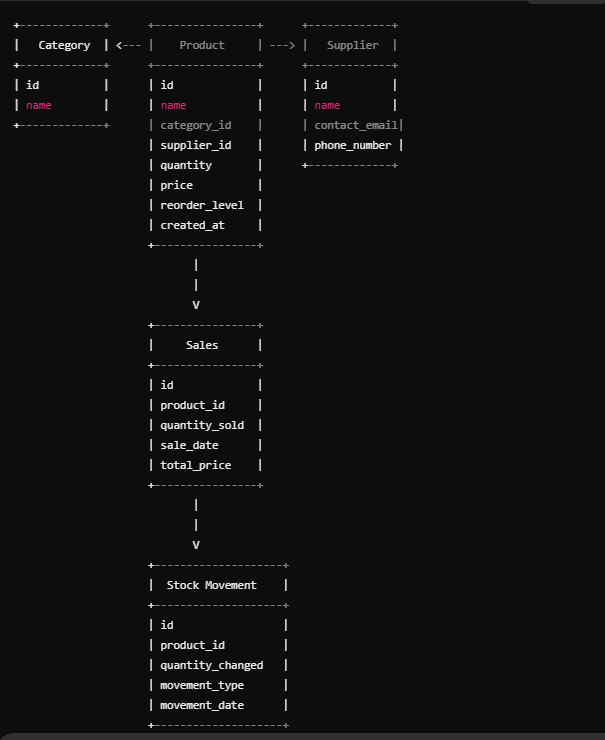 +-------------+      +----------------+      +-------------+
|   Category  | <--- |    Product     | ---> |   Supplier  |
+-------------+      +----------------+      +-------------+
| id          |      | id             |      | id          |
| name        |      | name           |      | name        |
+-------------+      | category_id    |      | contact_email|
                     | supplier_id    |      | phone_number |
                     | quantity       |      +-------------+
                     | price          |
                     | reorder_level  |
                     | created_at     |
                     +----------------+
                            |
                            |
                            V
                     +----------------+
                     |     Sales      |
                     +----------------+
                     | id             |
                     | product_id     |
                     | quantity_sold  |
                     | sale_date      |
                     | total_price    |
                     +----------------+
                            |
                            |
                            V
                     +--------------------+
                     |  Stock Movement    |
                     +--------------------+
                     | id                 |
                     | product_id         |
                     | quantity_changed   |
                     | movement_type      |
                     | movement_date      |
                     +--------------------+